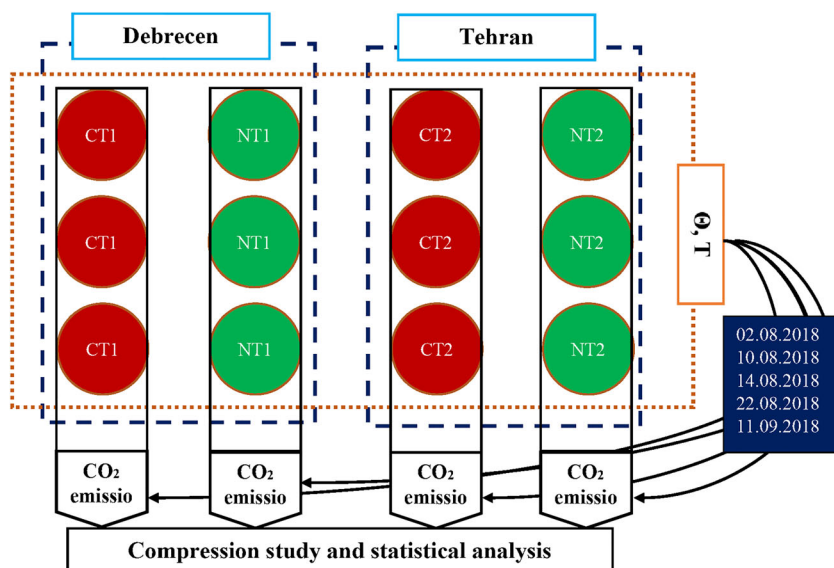 Debrecen
Tehran
CT1
NT1
CT2
NT2
CT1
NT1
CT2
NT2
CT1
NT1
CT2
NT2
Θ, T
02.08.2018
10.08.2018
14.08.2018
22.08.2018
11.09.2018
CO₂
emissio
CO₂
emissio
CO₂
emissio
CO₂
emissio
Compression study and statistical analysis